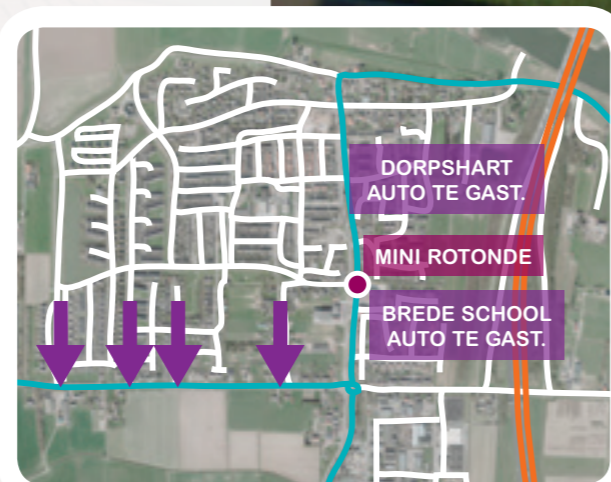 DORPSHART
AUTO TE GAST.
MINI ROTONDE
BREDE SCHOOL
AUTO TE GAST.